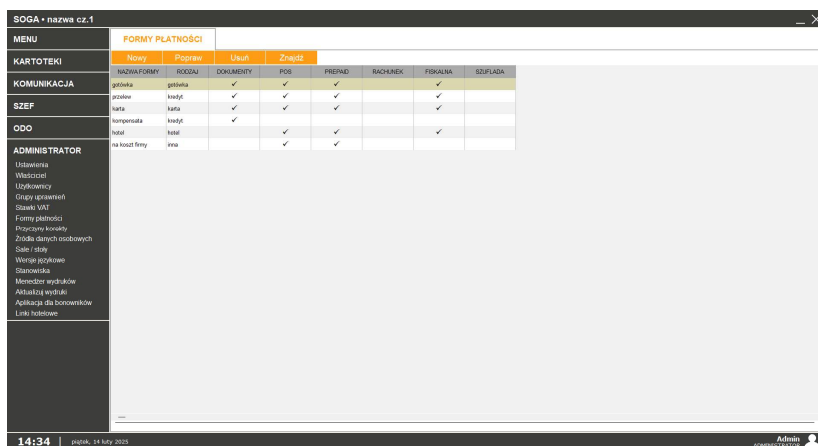 SOGA • nazwa cz.1
MENU
FORMY PŁATNOŚCI
KARTOTEKI
Nowy Popraw Usuń Znajdź
NAZWA FORMY RODZAJ DOKUMENTY POS PREPAID RACHUNEK FISKALNA SZUFLADA
gotówka gotówka ✓ ✓ ✓ ✓
przelew kredyt ✓ ✓ ✓ ✓
karta karta ✓ ✓ ✓ ✓
kompensata kredyt ✓
hotel hotel ✓ ✓ ✓
na koszt firmy inna ✓ ✓
KOMUNIKACJA
SZEF
ODO
ADMINISTRATOR
Ustawienia
Właściciel
Użytkownicy
Grupy uprawnień
Stawki VAT
Formy płatności
Przyczyny korekty
Źródła danych osobowych
Sale / stoły
Wersje językowe
Stanowiska
Menedżer wydruków
Aktualizuj wydruki
Aplikacja dla bonowników
Linki hotelowe
14:34 | piątek, 14 luty 2025
Admin
ADMINISTRATOR